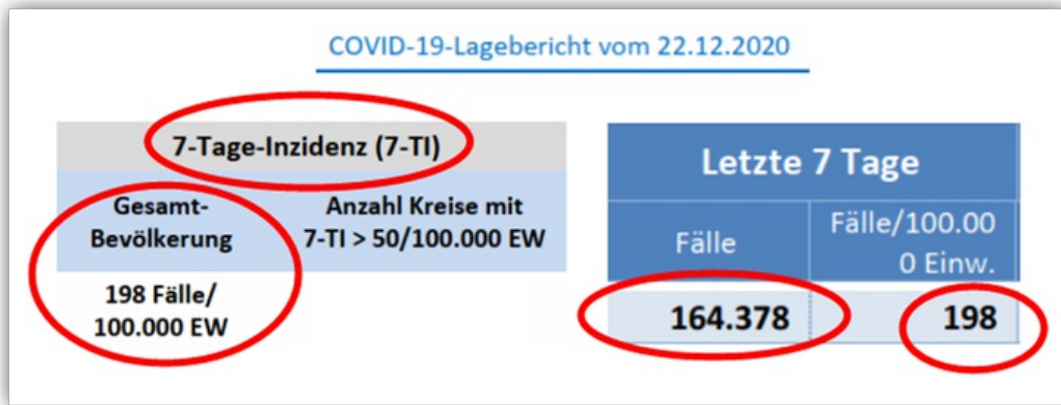 COVID-19-Lagebericht vom 22.12.2020
7-Tage-Inzidenz (7-TI)
Gesamt-
Bevölkerung
Anzahl Kreise mit
7-TI > 50/100.000 EW
198 Fälle/
100.000 EW
Letzte 7 Tage
Fälle
Fälle/100.00
0 Einw.
164.378
198